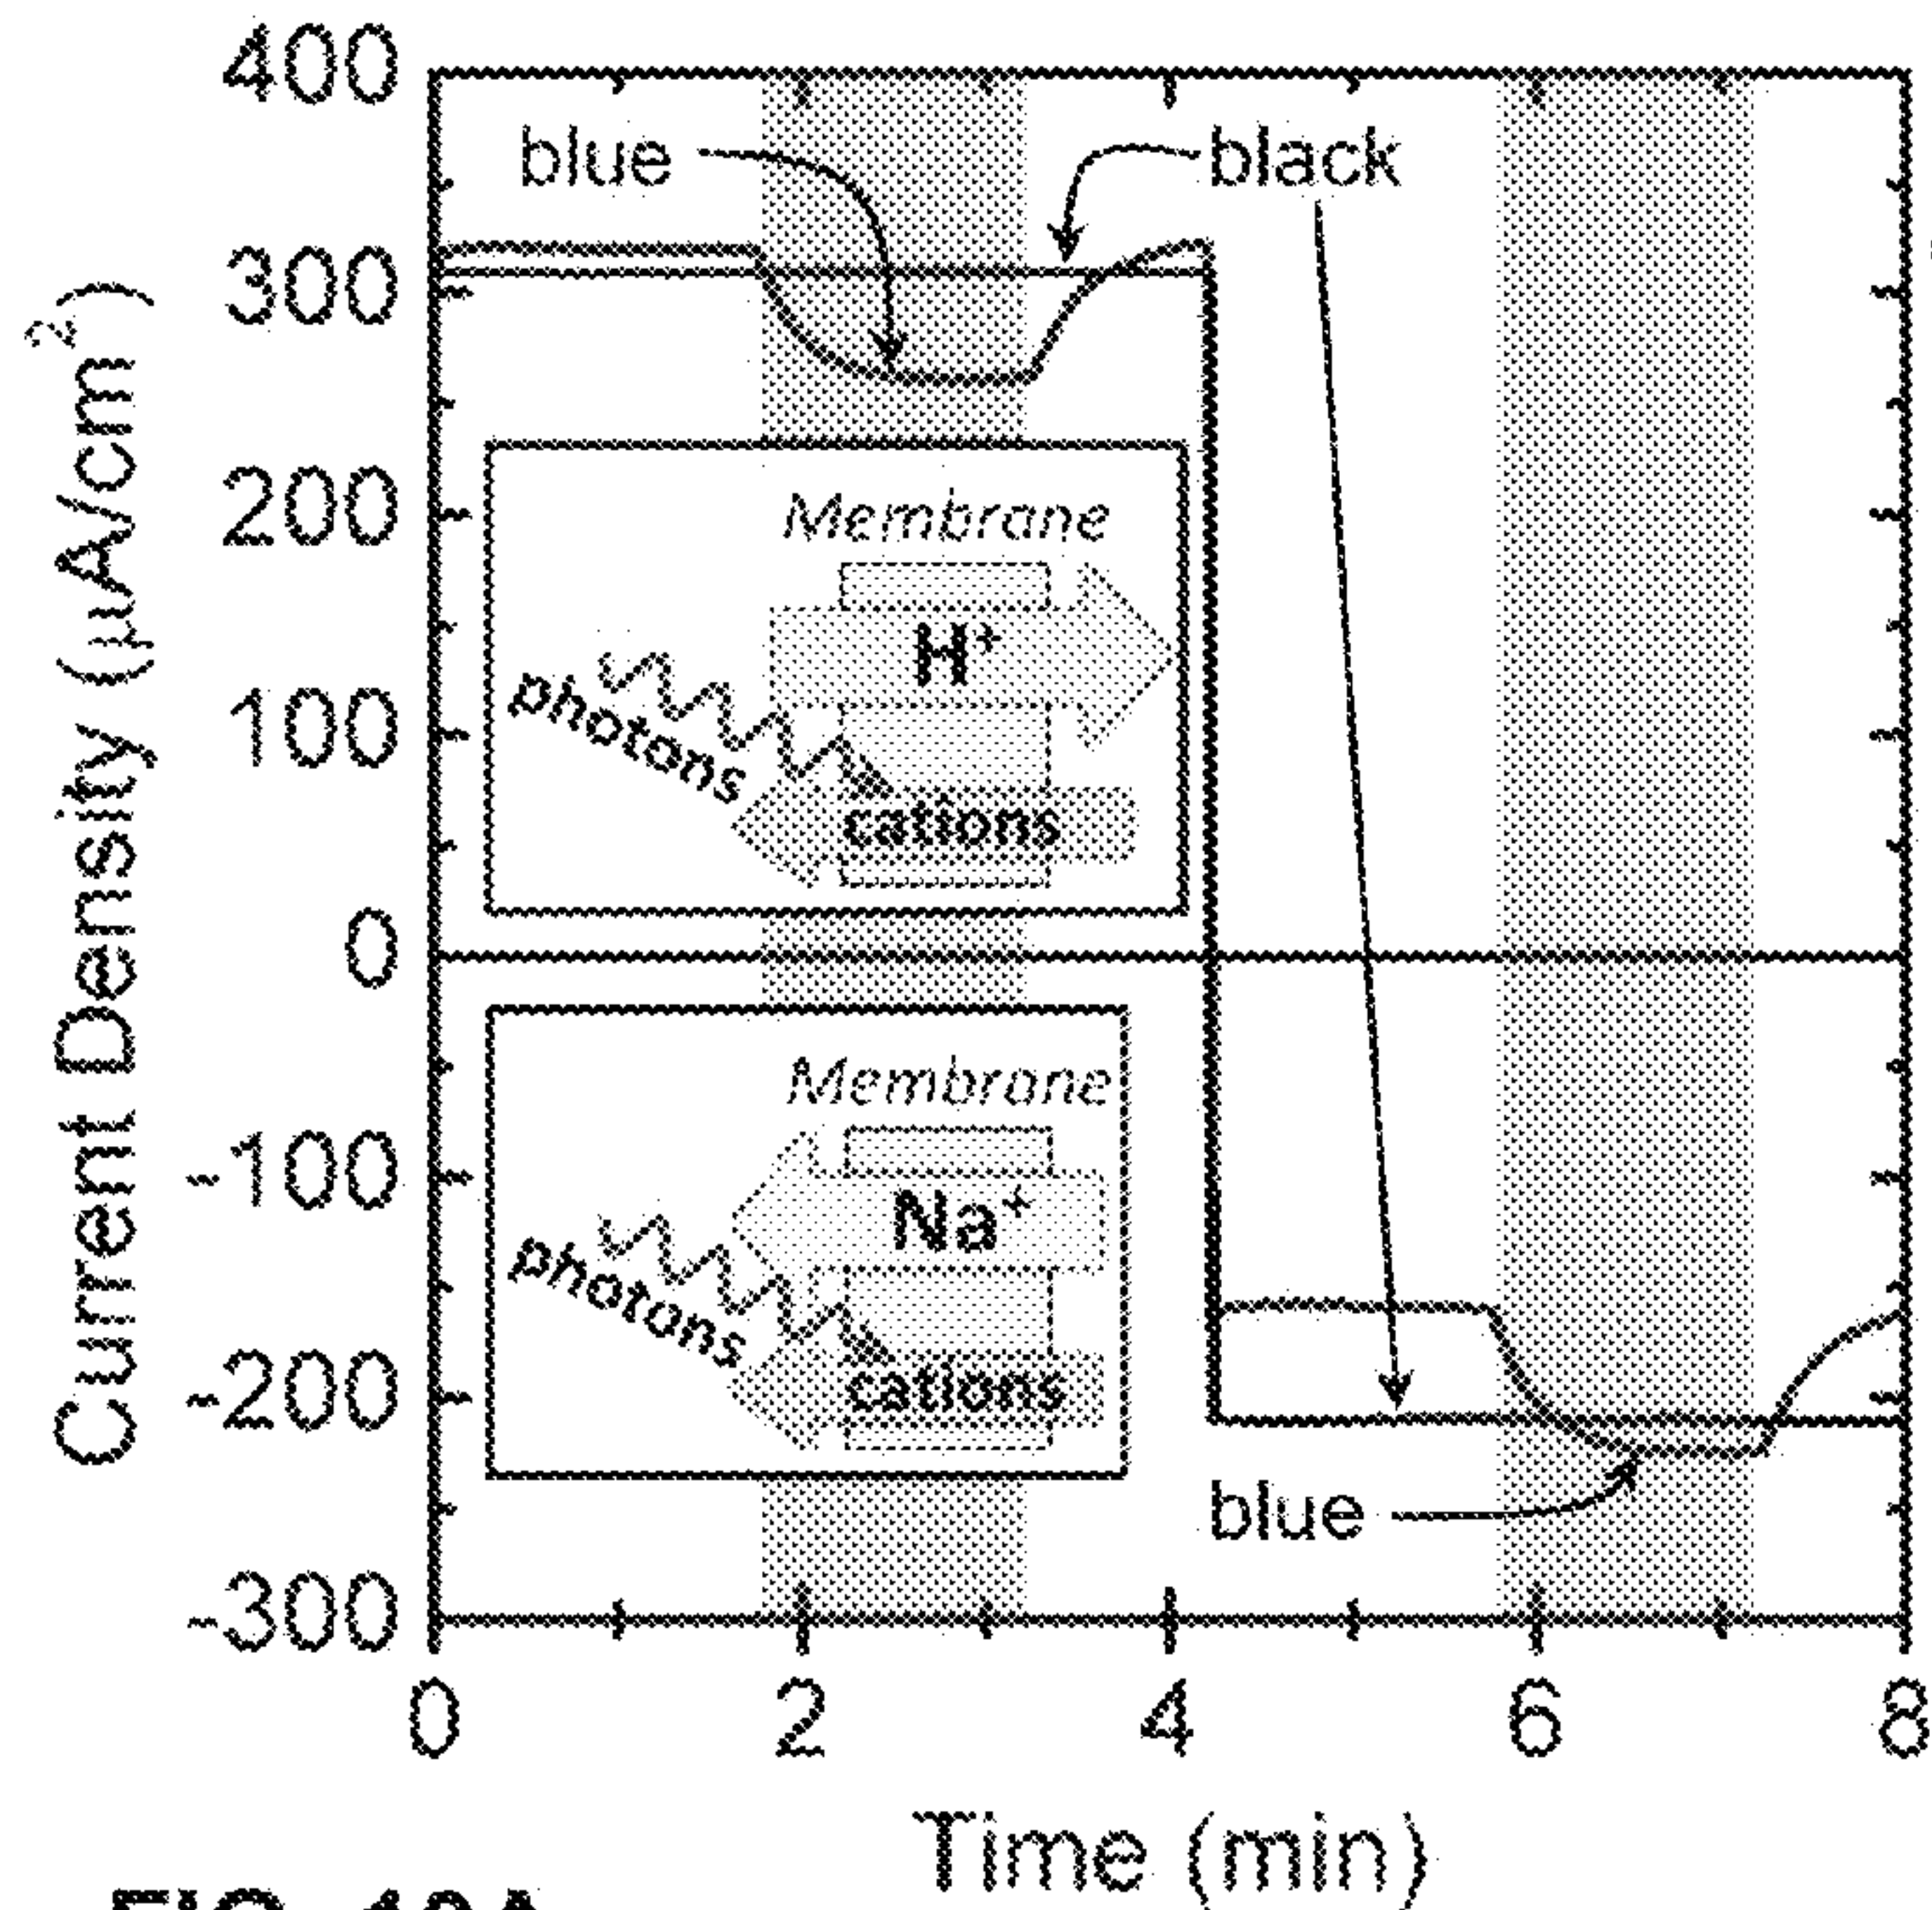 400
300
200
100
0
-100
-200
-300
Current Density (μA/cm²)
blue
black
Membrane
H⁺
photons
cations
Membrane
Na⁺
photons
cations
blue
0 2 4 6 8
Time (min)